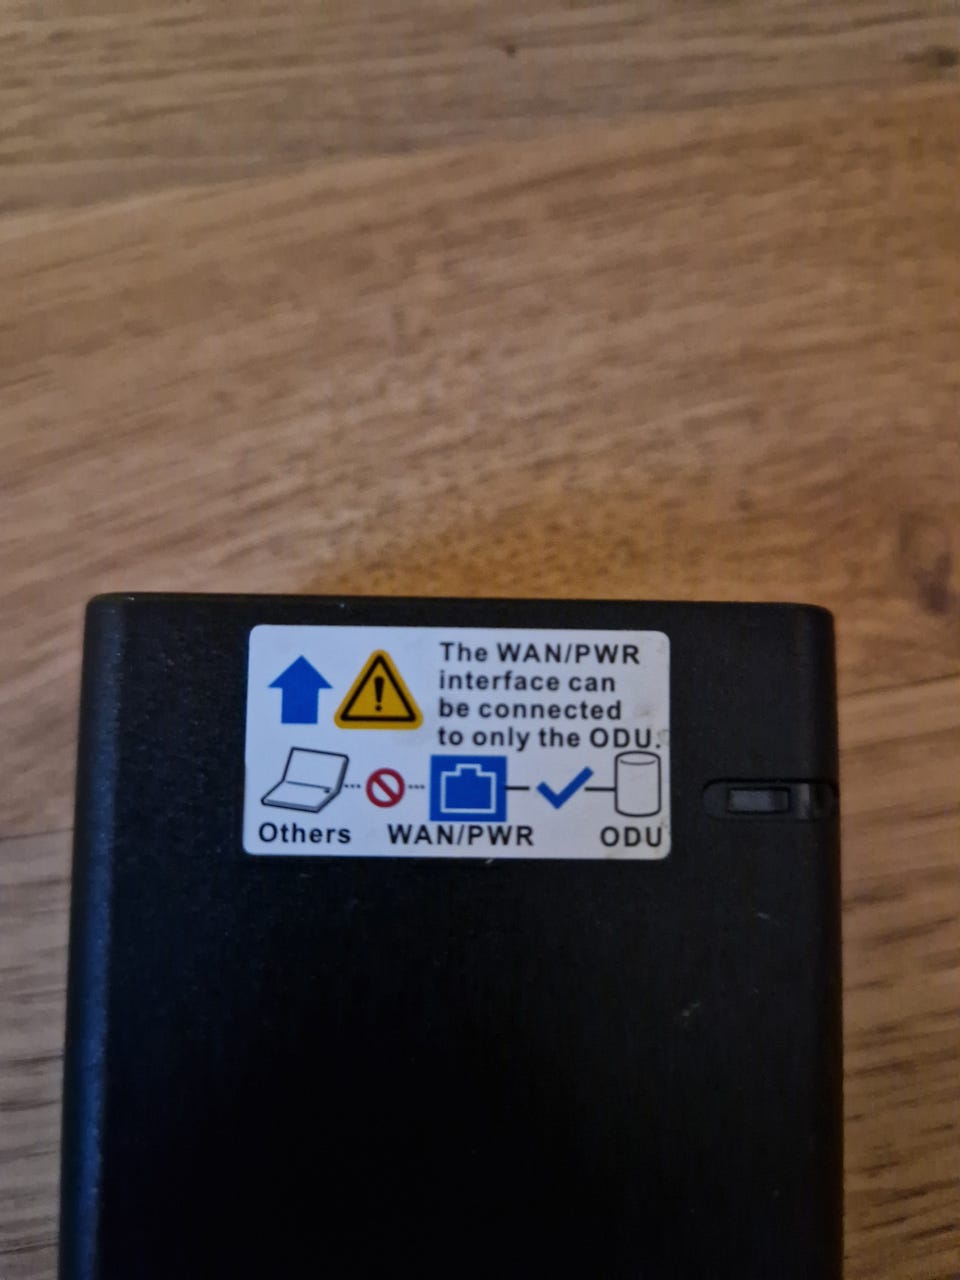 The WAN/PWR
interface can
be connected
to only the ODU.
Others WAN/PWR ODU